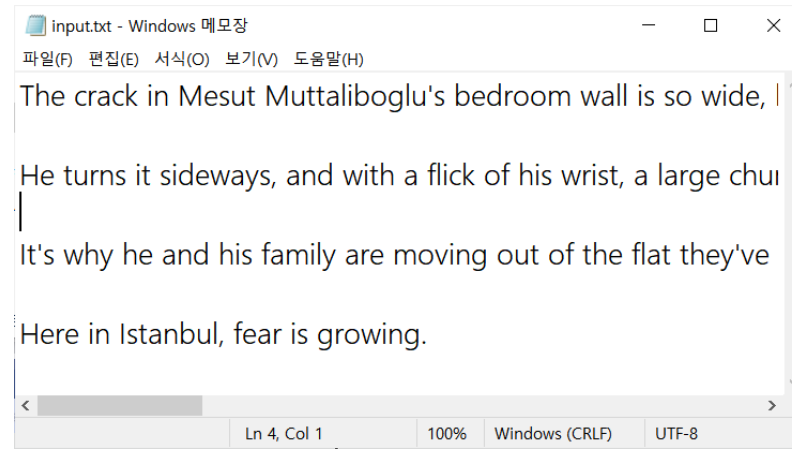 input.txt - Windows 메모장
파일(F) 편집(E) 서식(O) 보기(V) 도움말(H)
The crack in Mesut Muttaliboglu's bedroom wall is so wide,
He turns it sideways, and with a flick of his wrist, a large
It's why he and his family are moving out of the flat they've
Here in Istanbul, fear is growing.
Ln 4, Col 1 100% Windows (CRLF) UTF-8